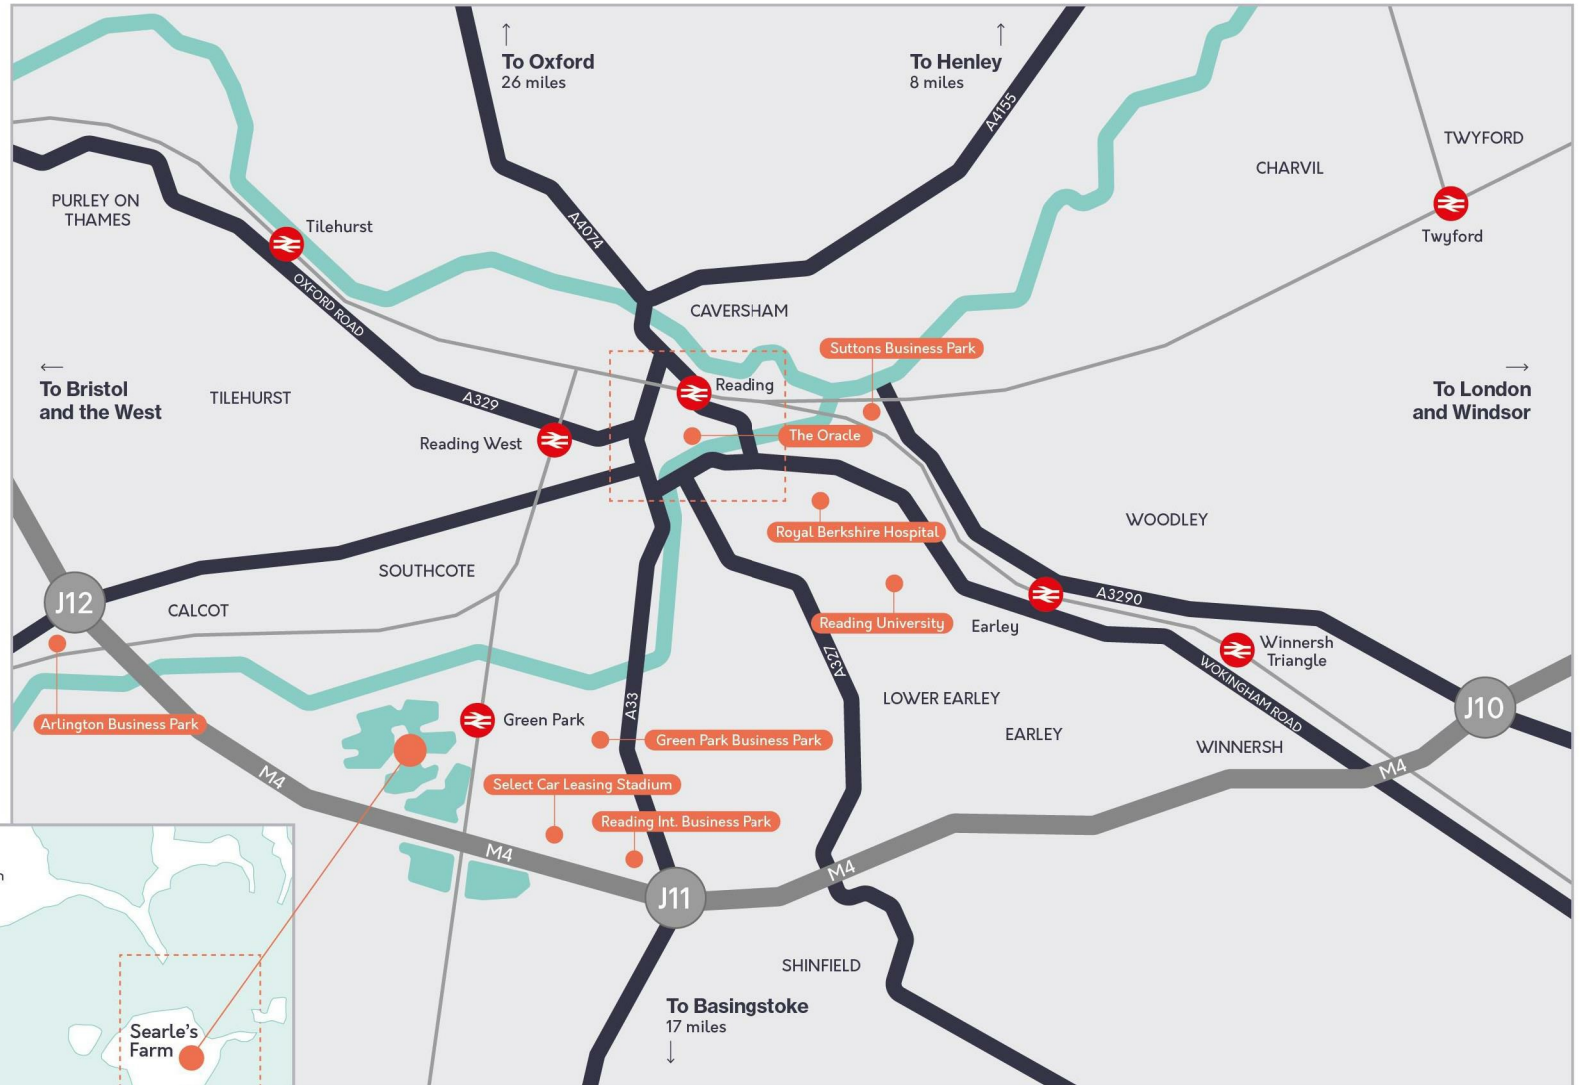 To Oxford
26 miles
To Henley
8 miles
A4155
TWYFORD
CHARVIL
PURLEY ON
THAMES
Tilehurst
A4074
Twyford
OXFORD ROAD
CAVERSHAM
Suttons Business Park
To Bristol
and the West
TILEHURST
A329
Reading
To London
and Windsor
Reading West
The Oracle
WOODLEY
Royal Berkshire Hospital
SOUTHCOTE
J12
CALCOT
A3290
Reading University
Earley
Winnersh
Triangle
A327
WOKINGHAM ROAD
LOWER EARLEY
A33
J10
Arlington Business Park
Green Park
EARLEY
Green Park Business Park
WINNERSH
M4
M4
Select Car Leasing Stadium
Reading Int. Business Park
M4
M4
J11
SHINFIELD
To Basingstoke
17 miles
Searle's
Farm